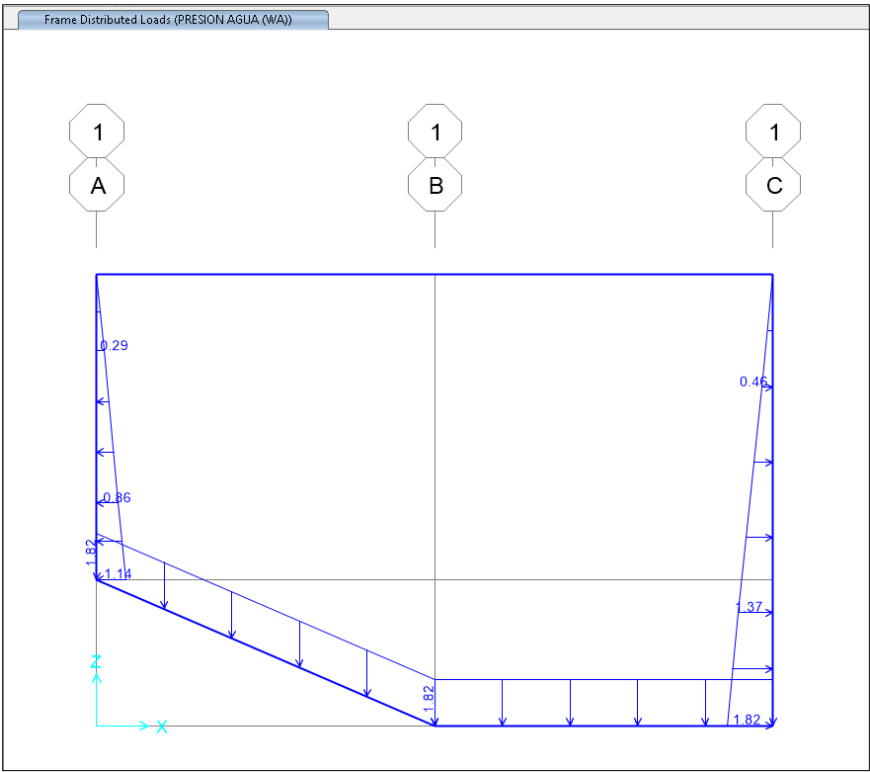 Frame Distributed Loads (PRESION AGUA (WA))
1 1 1
A B C
0.29
0.46
0.86
1.82
1.14
1.37
Z
1.82
1.82
X